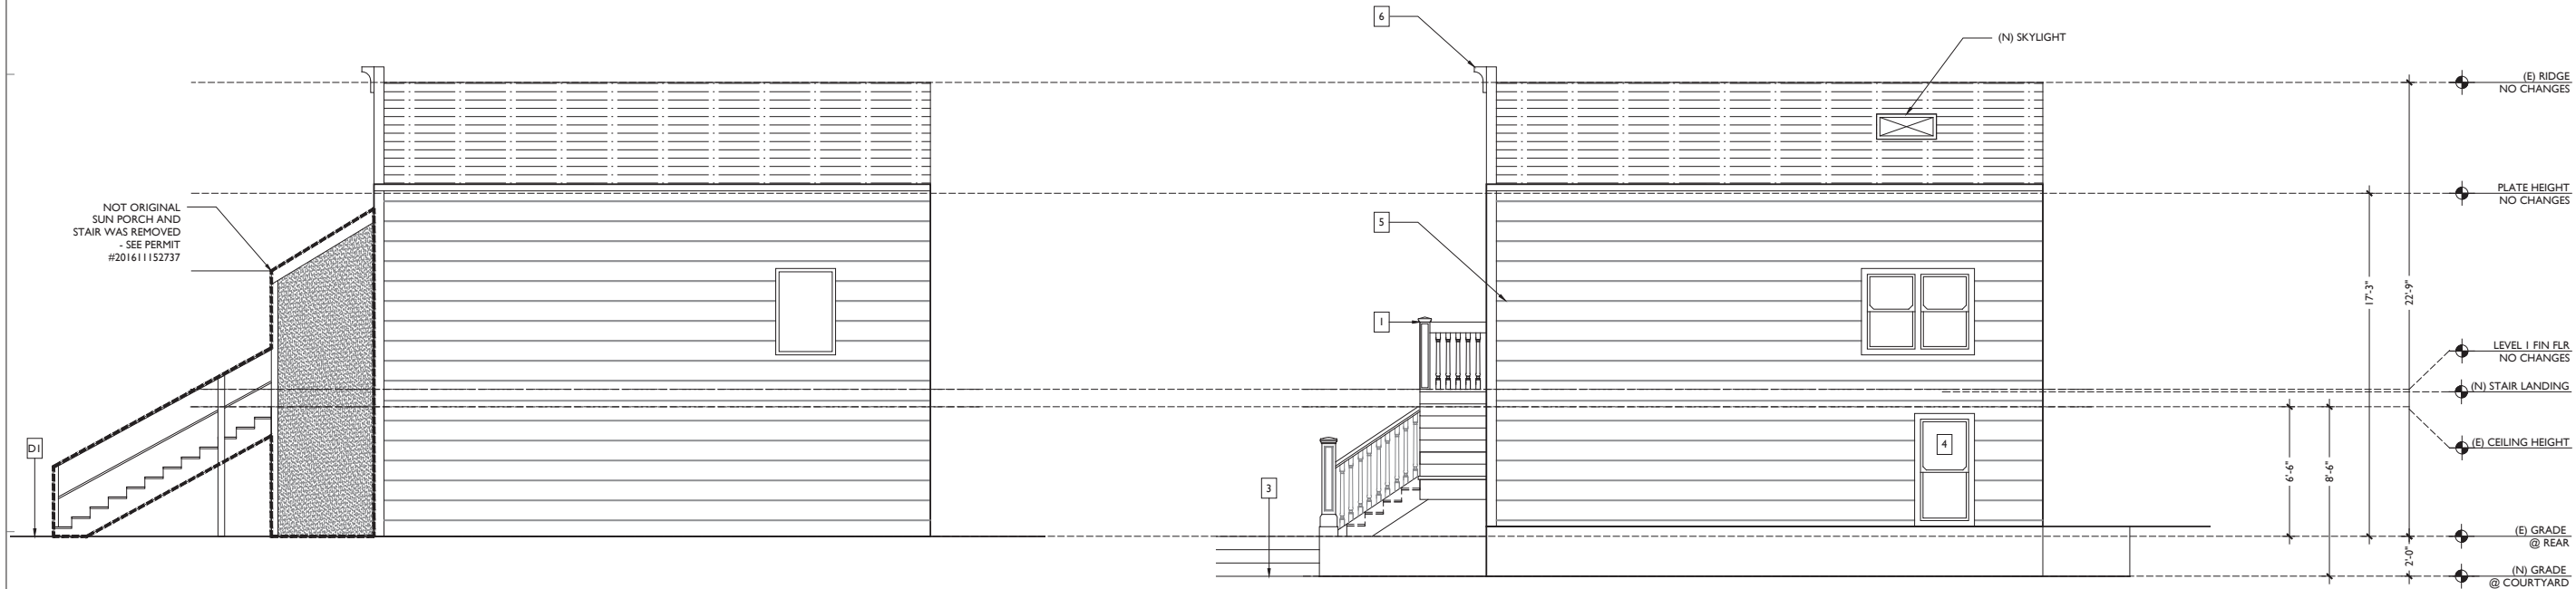 6
(N) SKYLIGHT
(E) RIDGE
NO CHANGES
NOT ORIGINAL
SUN PORCH AND
STAIR WAS REMOVED
- SEE PERMIT
#201611152737
PLATE HEIGHT
NO CHANGES
5
17'-3"
22'-9"
1
LEVEL 1 FIN FLR
NO CHANGES
(N) STAIR LANDING
D1
4
(E) CEILING HEIGHT
3
6'-6"
8'-6"
(E) GRADE
@ REAR
2'-0"
(N) GRADE
@ COURTYARD